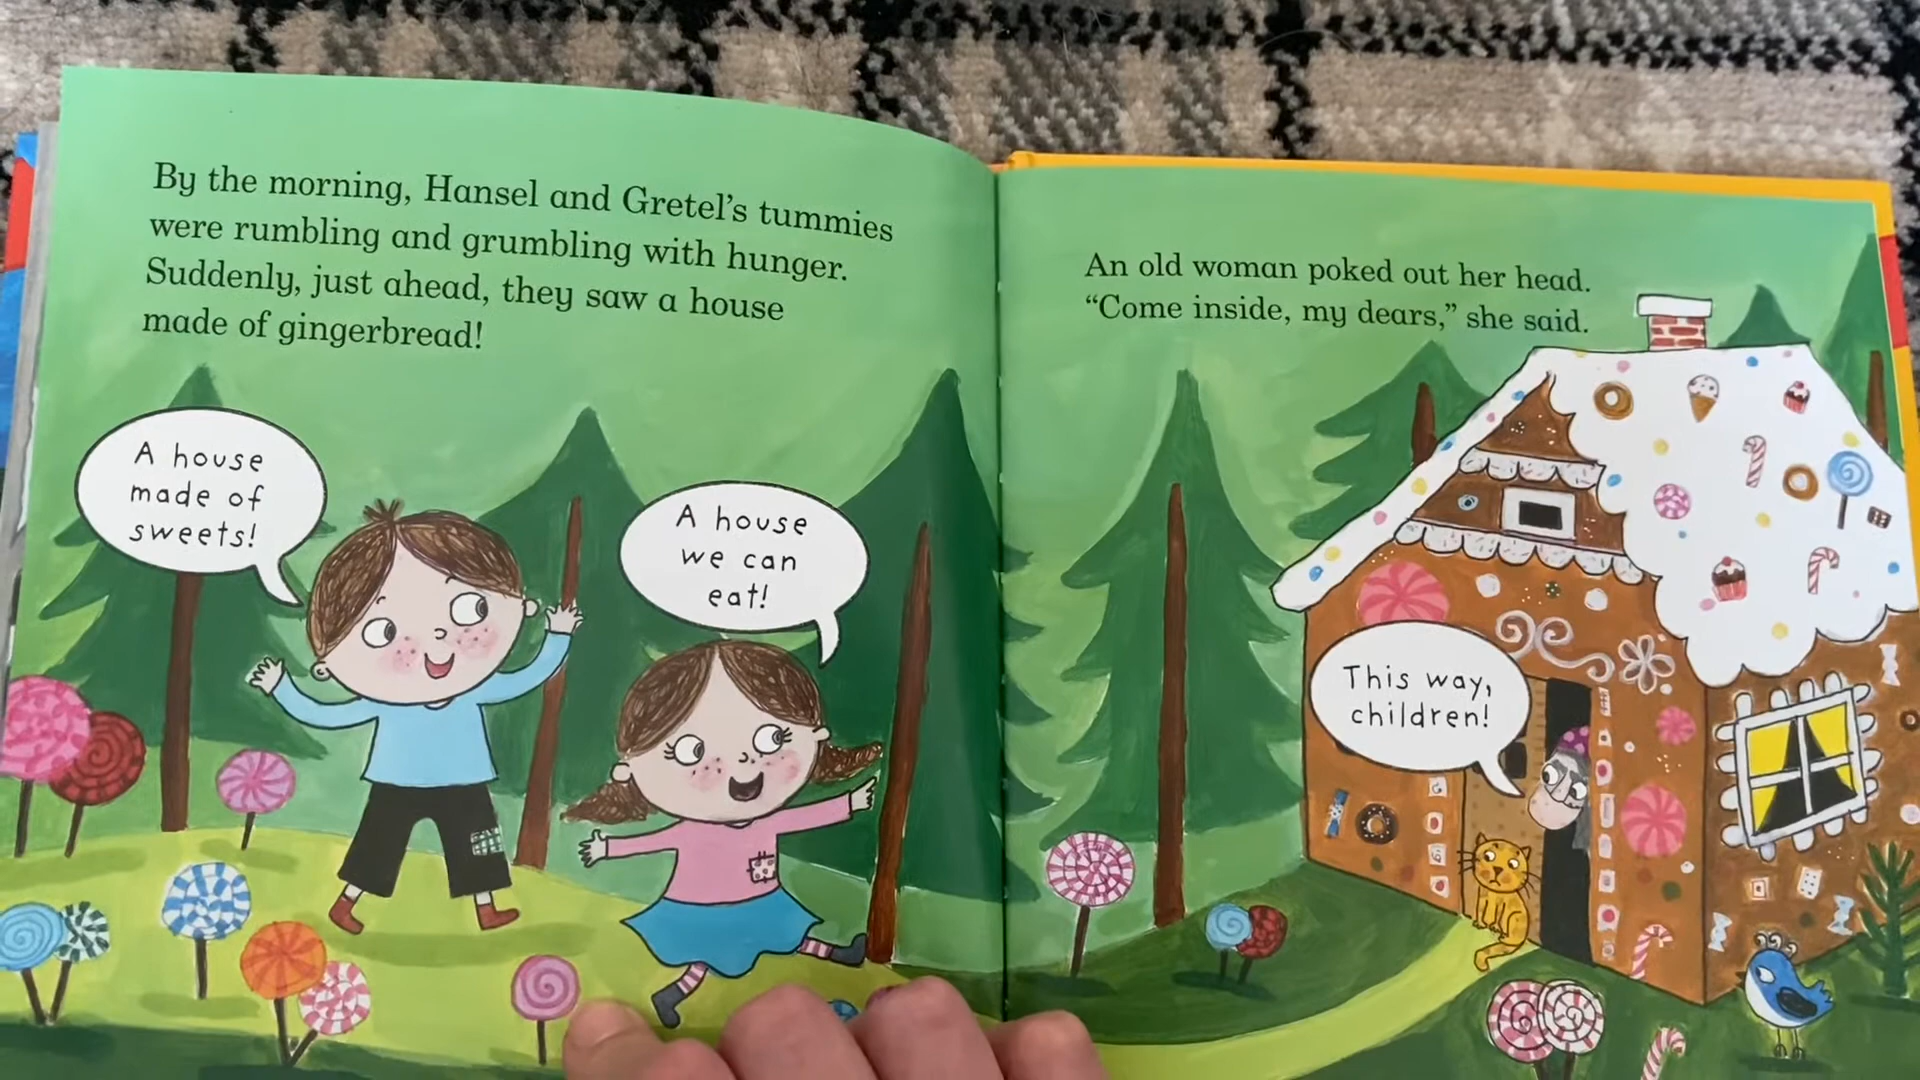 By the morning, Hansel and Gretel's tummies
were rumbling and grumbling with hunger.
Suddenly, just ahead, they saw a house
made of gingerbread!
A house
made of
sweets!
A house
we can
eat!
An old woman poked out her head.
“Come inside, my dears,” she said.
This way,
children!